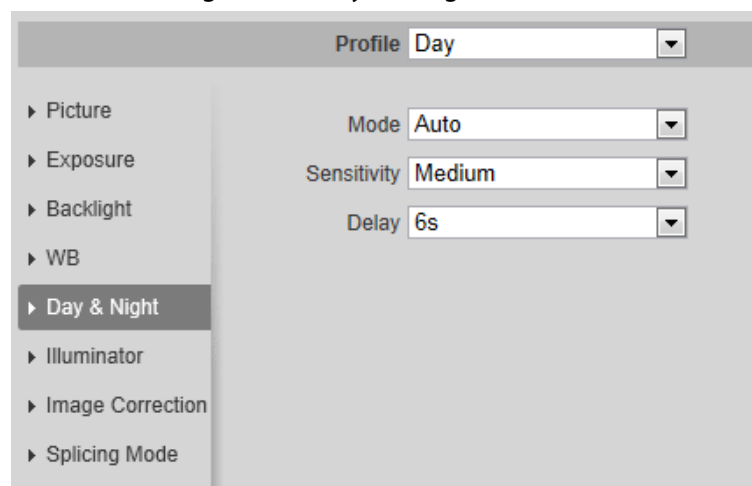 Profile Day
Picture
Mode Auto
Exposure
Sensitivity Medium
Backlight
Delay 6s
WB
Day & Night
Illuminator
Image Correction
Splicing Mode